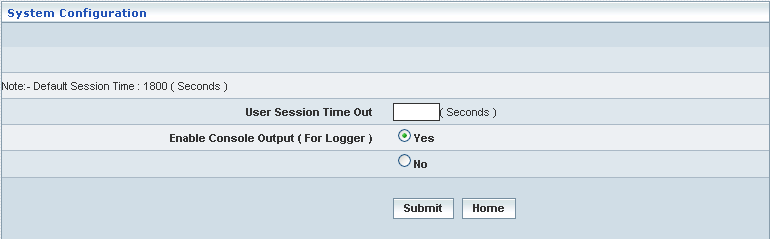 System Configuration
Note:- Default Session Time : 1800 ( Seconds )
User Session Time Out ( Seconds )
Enable Console Output ( For Logger ) Yes
No
Submit Home